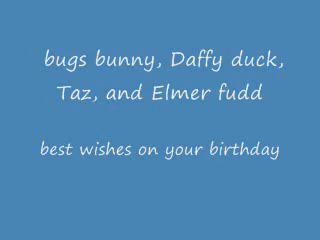 bugs bunny, Daffy duck,
Taz, and Elmer fudd
best wishes on your birthday